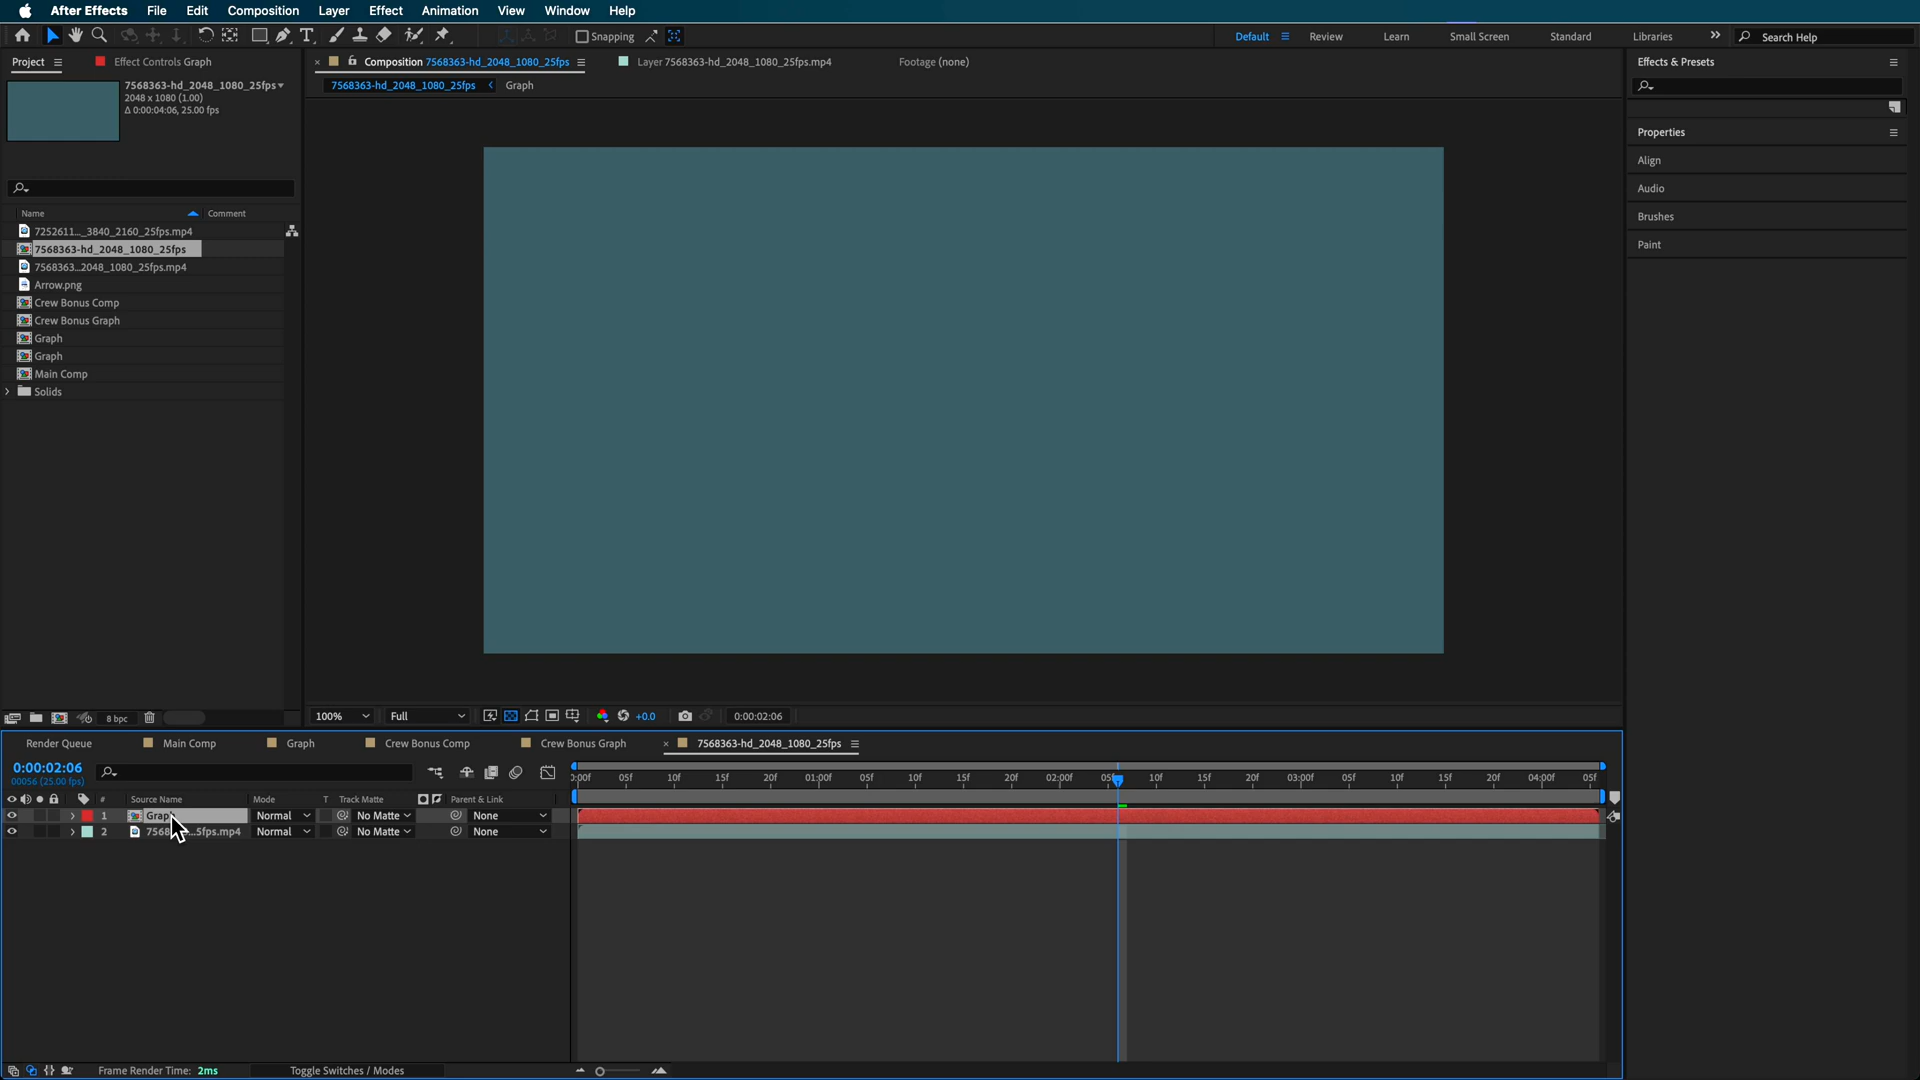 After Effects File Edit Composition Layer Effect Animation View Window Help
Snapping Default Review Learn Small Screen Standard Libraries Search Help
Project Effect Controls Graph
7568363-hd_2048_1080_25fps
2048 x 1080 (1.00)
Δ 0:00:04:06, 25.00 fps
Name Comment
7252611..._3840_2160_25fps.mp4
7568363-hd_2048_1080_25fps
7568363...2048_1080_25fps.mp4
Arrow.png
Crew Bonus Comp
Crew Bonus Graph
Graph
Graph
Main Comp
Solids
8 bpc
Composition 7568363-hd_2048_1080_25fps Layer 7568363-hd_2048_1080_25fps.mp4 Footage (none)
7568363-hd_2048_1080_25fps Graph
100% Full +0.0 0:00:02:06
Effects & Presets
Properties
Align
Audio
Brushes
Paint
Render Queue Main Comp Graph Crew Bonus Comp Crew Bonus Graph 7568363-hd_2048_1080_25fps
0:00:02:06
00056 (25.00 fps)
:00f 05f 10f 15f 20f 01:00f 05f 10f 15f 20f 02:00f 05f 10f 15f 20f 03:00f 05f 10f 15f 20f 04:00f 05f
# Source Name Mode T Track Matte Parent & Link
1 Graph Normal No Matte None
2 7568...5fps.mp4 Normal No Matte None
Frame Render Time: 2ms Toggle Switches / Modes